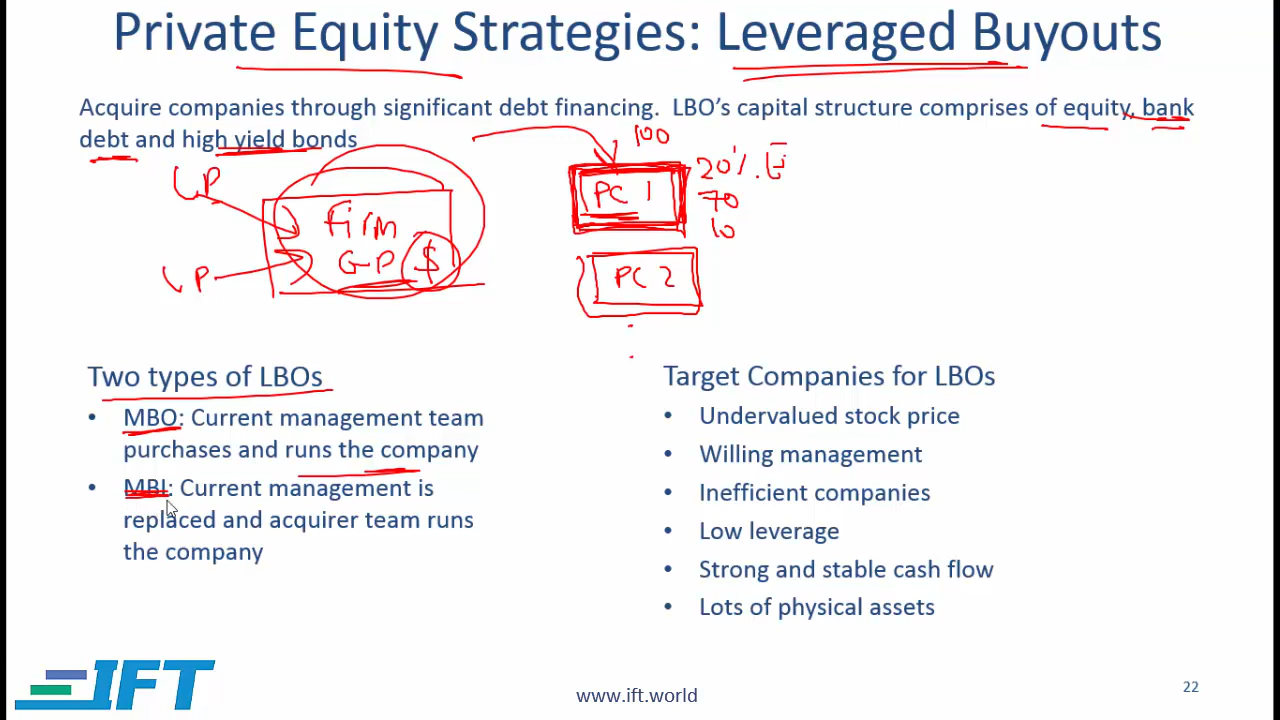 Private Equity Strategies: Leveraged Buyouts
Acquire companies through significant debt financing. LBO's capital structure comprises of equity, bank
debt and high yield bonds
100
LP
20% E
PC 1
Firm
70
10
GP $
LP
PC 2
Two types of LBOs
• MBO: Current management team
purchases and runs the company
• MBI: Current management is
replaced and acquirer team runs
the company
Target Companies for LBOs
• Undervalued stock price
• Willing management
• Inefficient companies
• Low leverage
• Strong and stable cash flow
• Lots of physical assets
IFT
www.ift.world
22